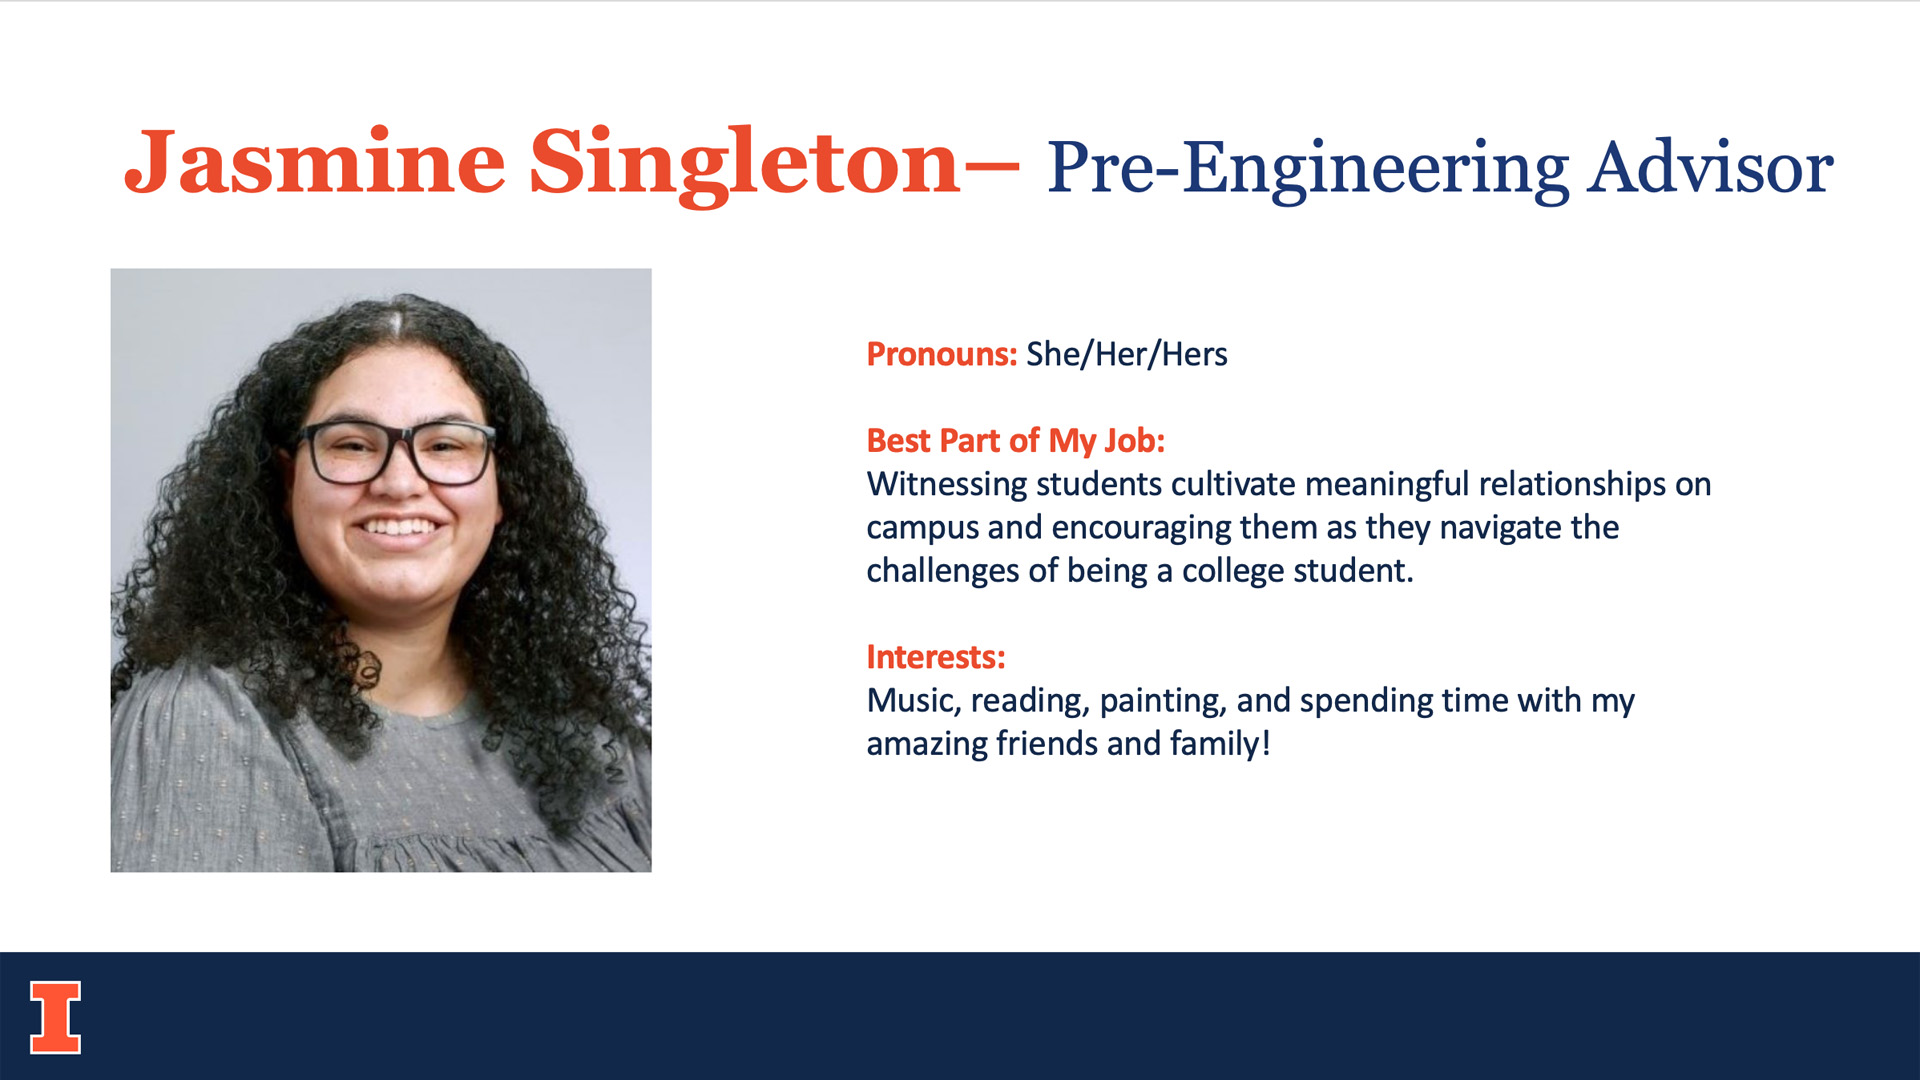 Jasmine Singleton– Pre-Engineering Advisor
Pronouns: She/Her/Hers
Best Part of My Job:
Witnessing students cultivate meaningful relationships on
campus and encouraging them as they navigate the
challenges of being a college student.
Interests:
Music, reading, painting, and spending time with my
amazing friends and family!
I